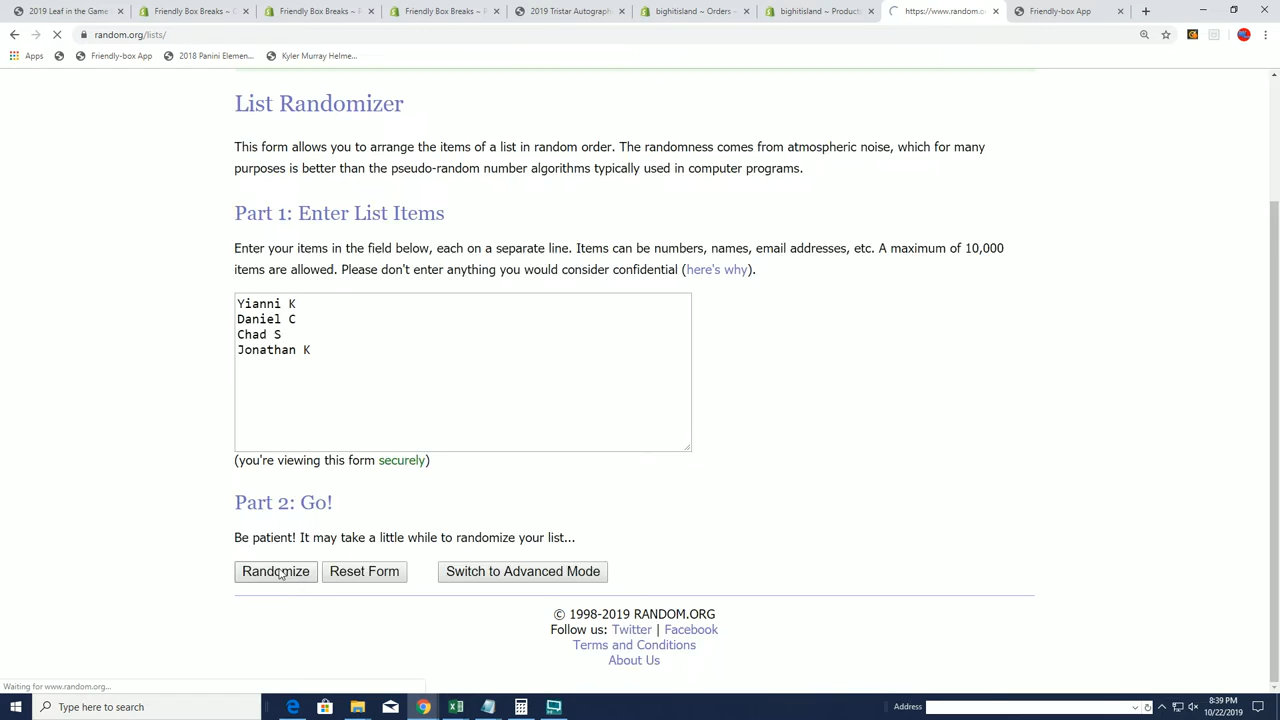 2019 Leaf in the Game
Friendly Box Breaks ~ C
Friendly Box Breaks ~ P
Friendly Box Breaks ~ P
2019 Tristar Autograph
bighitisland ~ Orders ~
bighitisland ~ Product
https://www.random.o
Friendly-box App
random.org/lists/
Apps
Friendly-box App
2018 Panini Elemen...
Kyler Murray Helme...
List Randomizer
This form allows you to arrange the items of a list in random order. The randomness comes from atmospheric noise, which for many
purposes is better than the pseudo-random number algorithms typically used in computer programs.
Part 1: Enter List Items
Enter your items in the field below, each on a separate line. Items can be numbers, names, email addresses, etc. A maximum of 10,000
items are allowed. Please don't enter anything you would consider confidential (here's why).
Yianni K
Daniel C
Chad S
Jonathan K
(you're viewing this form securely)
Part 2: Go!
Be patient! It may take a little while to randomize your list...
Randomize
Reset Form
Switch to Advanced Mode
© 1998-2019 RANDOM.ORG
Follow us: Twitter | Facebook
Terms and Conditions
About Us
Waiting for www.random.org...
Type here to search
Address
8:39 PM
10/22/2019